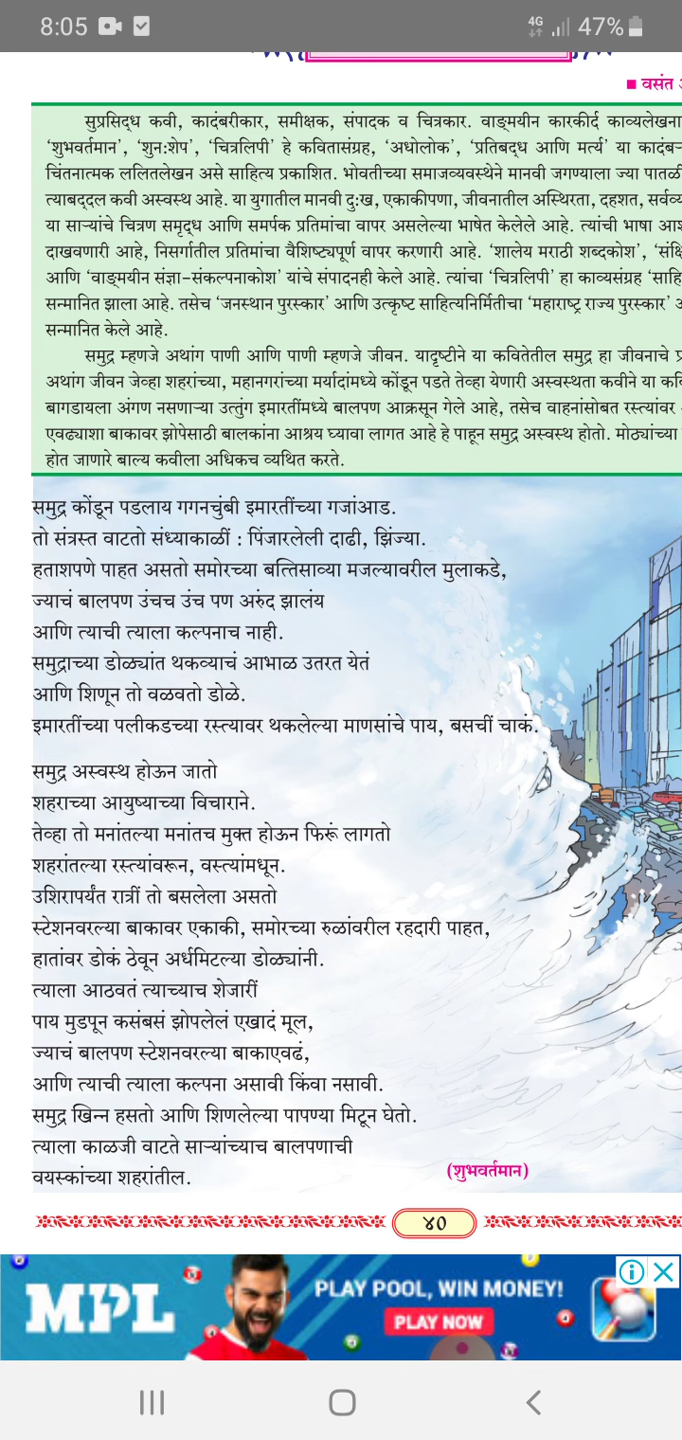 8:05
4G
47%
■ वसंत
सुप्रसिद्ध कवी, कादंबरीकार, समीक्षक, संपादक व चित्रकार. वाङ्मयीन कारकीर्द काव्यलेखना
'शुभवर्तमान', 'शुन:शेप', 'चित्रलिपी' हे कवितासंग्रह, 'अधोलोक', 'प्रतिबद्ध आणि मर्त्य' या कादंबऱ
चिंतनात्मक ललितलेखन असे साहित्य प्रकाशित. भोवतीच्या समाजव्यवस्थेने मानवी जगण्याला ज्या पातळी
त्याबद्दल कवी अस्वस्थ आहे. या युगातील मानवी दु:ख, एकाकीपणा, जीवनातील अस्थिरता, दहशत, सर्वव्य
या साऱ्यांचे चित्रण समृद्ध आणि समर्पक प्रतिमांचा वापर असलेल्या भाषेत केलेले आहे. त्यांची भाषा आश
दाखवणारी आहे, निसर्गातील प्रतिमांचा वैशिष्ट्यपूर्ण वापर करणारी आहे. 'शालेय मराठी शब्दकोश', 'संक्षि
आणि 'वाङ्मयीन संज्ञा-संकल्पनाकोश' यांचे संपादनही केले आहे. त्यांचा 'चित्रलिपी' हा काव्यसंग्रह 'साहि
सन्मानित झाला आहे. तसेच 'जनस्थान पुरस्कार' आणि उत्कृष्ट साहित्यनिर्मितीचा 'महाराष्ट्र राज्य पुरस्कार'
सन्मानित केले आहे.
समुद्र म्हणजे अथांग पाणी आणि पाणी म्हणजे जीवन. यादृष्टीने या कवितेतील समुद्र हा जीवनाचे प्र
अथांग जीवन जेव्हा शहरांच्या, महानगरांच्या मर्यादांमध्ये कोंडून पडते तेव्हा येणारी अस्वस्थता कवीने या कवि
बागडायला अंगण नसणाऱ्या उत्तुंग इमारतींमध्ये बालपण आक्रसून गेले आहे, तसेच वाहनांसोबत रस्त्यांवर
एवढ्याशा बाकावर झोपेसाठी बालकांना आश्रय घ्यावा लागत आहे हे पाहून समुद्र अस्वस्थ होतो. मोठ्यांच्या
होत जाणारे बाल्य कवीला अधिकच व्यथित करते.
समुद्र कोंडून पडलाय गगनचुंबी इमारतींच्या गजांआड.
तो संत्रस्त वाटतो संध्याकाळीं : पिंजारलेली दाढी, झिंज्या.
हताशपणे पाहत असतो समोरच्या बत्तिसाव्या मजल्यावरील मुलाकडे,
ज्याचं बालपण उंचच उंच पण अरुंद झालंय
आणि त्याची त्याला कल्पनाच नाही.
समुद्राच्या डोळ्यांत थकव्याचं आभाळ उतरत येतं
आणि शिणून तो वळवतो डोळे.
इमारतींच्या पलीकडच्या रस्त्यावर थकलेल्या माणसांचे पाय, बसचीं चाकं.
समुद्र अस्वस्थ होऊन जातो
शहराच्या आयुष्याच्या विचाराने.
तेव्हा तो मनांतल्या मनांतच मुक्त होऊन फिरूं लागतो
शहरांतल्या रस्त्यांवरून, वस्त्यांमधून.
उशिरापर्यंत रात्रीं तो बसलेला असतो
स्टेशनवरल्या बाकावर एकाकी, समोरच्या रुळांवरील रहदारी पाहत,
हातांवर डोकं ठेवून अर्धमिटल्या डोळ्यांनी.
त्याला आठवतं त्याच्याच शेजारीं
पाय मुडपून कसंबसं झोपलेलं एखादं मूल,
ज्याचं बालपण स्टेशनवरल्या बाकाएवढं,
आणि त्याची त्याला कल्पना असावी किंवा नसावी.
समुद्र खिन्न हसतो आणि शिणलेल्या पापण्या मिटून घेतो.
त्याला काळजी वाटते साऱ्यांच्याच बालपणाची
वयस्कांच्या शहरांतील.
(शुभवर्तमान)
४०
MPL
PLAY POOL, WIN MONEY!
PLAY NOW